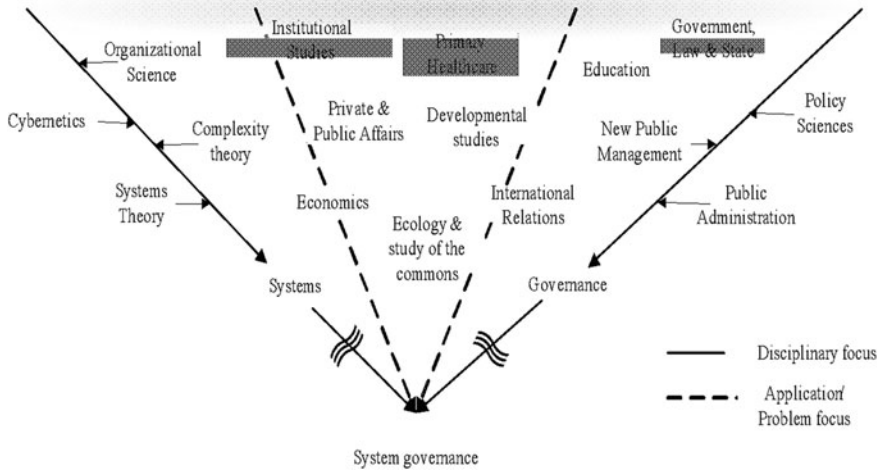 Institutional
Studies
Government,
Law & State
Organizational
Science
Primary
Healthcare
Education
Cybernetics
Private &
Public Affairs
Developmental
studies
Policy
Sciences
Complexity
theory
New Public
Management
Systems
Theory
Economics
International
Relations
Public
Administration
Ecology &
study of the
commons
Systems
Governance
Disciplinary focus
Application/
Problem focus
System governance